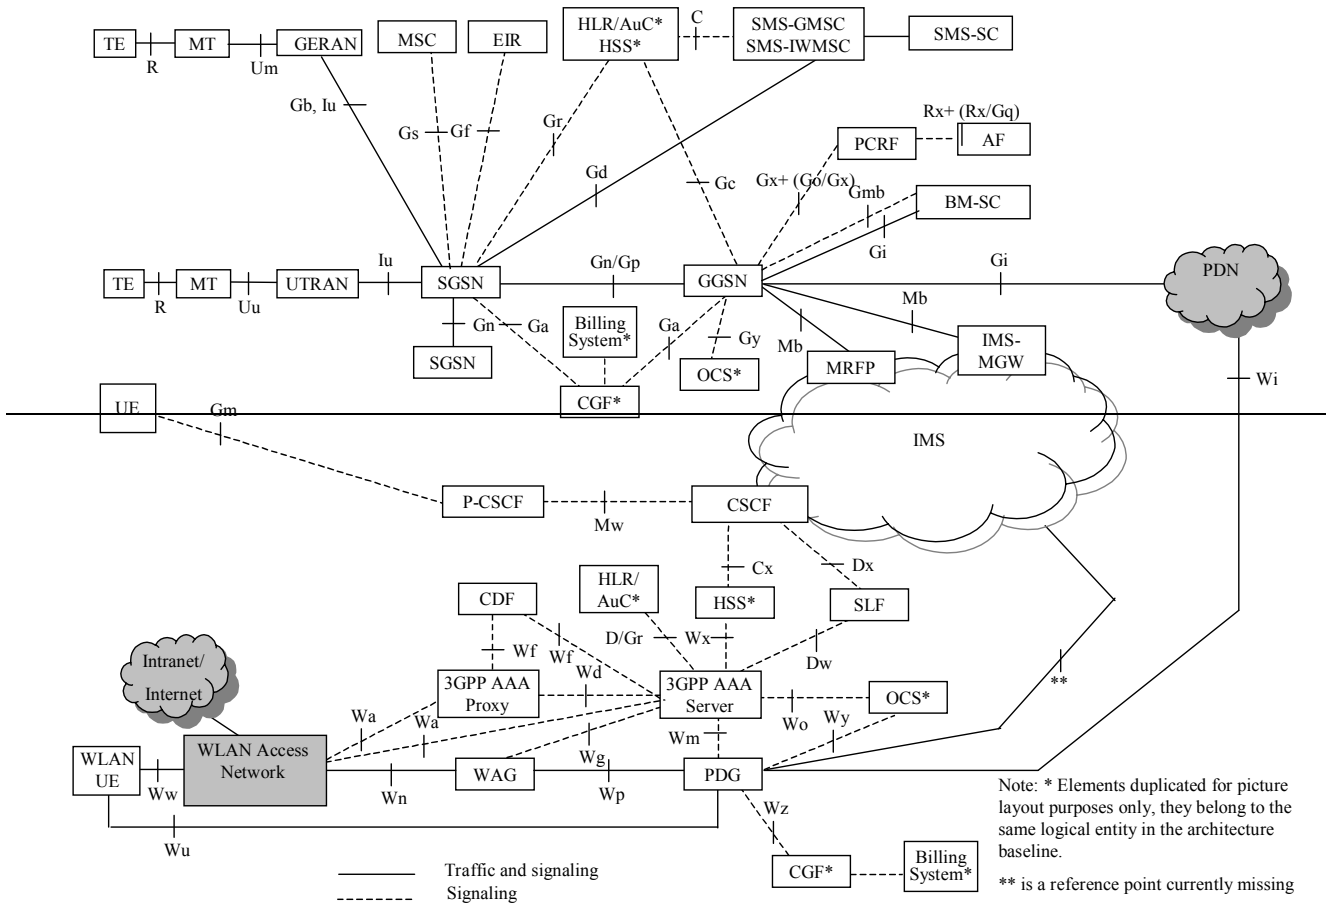 TE
R
MT
Um
GERAN
MSC
EIR
HLR/AuC*
HSS*
C
SMS-GMSC
SMS-IWMSC
SMS-SC
Gb, Iu
Gs
Gf
Gr
Gd
Gc
Rx+ (Rx/Gq)
PCRF
AF
Gx+ (Go/Gx)
Gmb
Gi
BM-SC
TE
R
MT
Uu
UTRAN
Iu
SGSN
Gn/Gp
GGSN
Gi
PDN
Gn
Ga
Billing
System*
Ga
Gy
Mb
Mb
SGSN
CGF*
OCS*
MRFP
IMS-
MGW
Wi
UE
Gm
IMS
P-CSCF
Mw
CSCF
Cx
Dx
CDF
HLR/
AuC*
HSS*
SLF
Wf
Wf
D/Gr
Wx
Dw
Intranet/
Internet
Wa
Wa
3GPP AAA
Proxy
Wd
3GPP AAA
Server
Wo
OCS*
**
Wy
Wg
Wm
WLAN
UE
Ww
WLAN Access
Network
Wn
WAG
Wp
PDG
Wu
Wz
CGF*
Billing
System*
Note: * Elements duplicated for picture
layout purposes only, they belong to the
same logical entity in the architecture
baseline.
** is a reference point currently missing
Traffic and signaling
Signaling